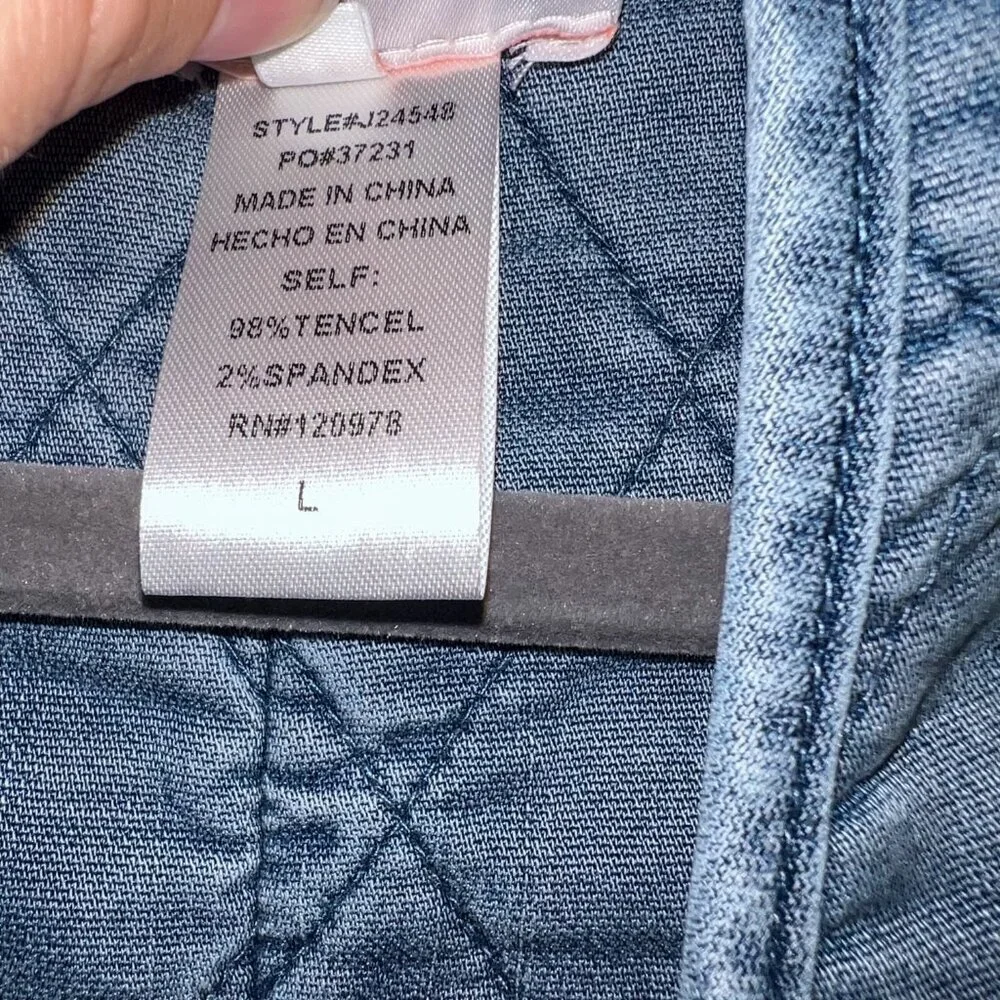 STYLE#J24548
PO#37231
MADE IN CHINA
HECHO EN CHINA
SELF:
98%TENCEL
2%SPANDEX
RN#120978
L